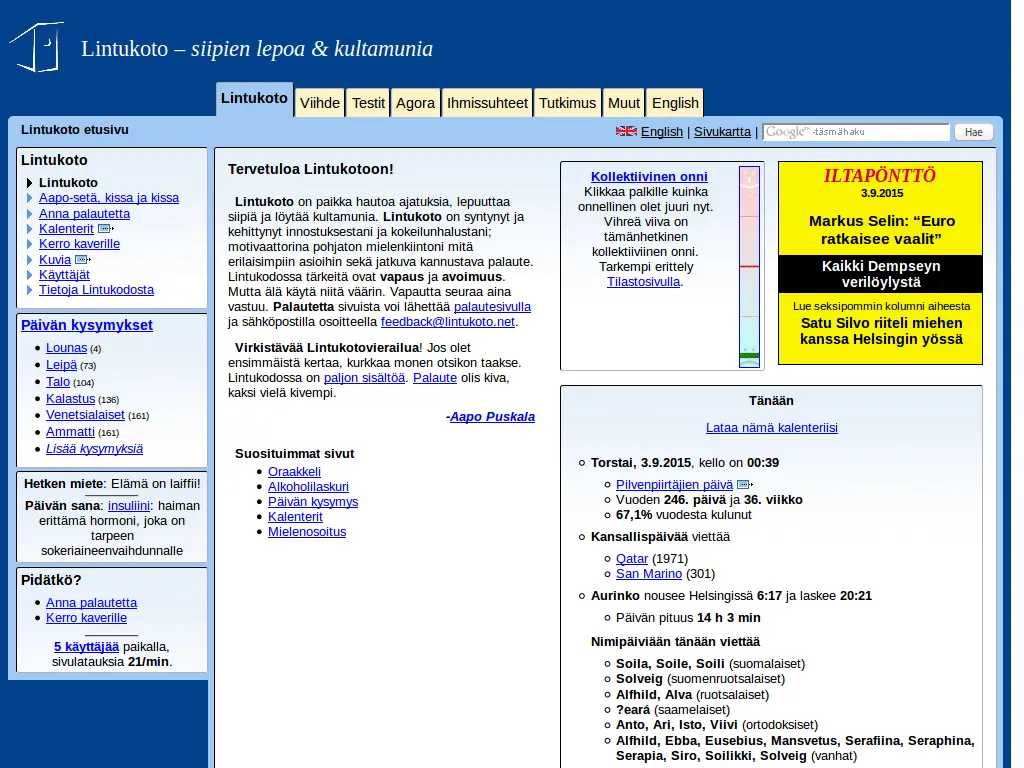 Lintukoto – siipien lepoa & kultamunia
Lintukoto
Viihde
Testit
Agora
Ihmissuhteet
Tutkimus
Muut
English
Lintukoto etusivu
English | Sivukartta |
Google™ -täsmähaku
Hae
Lintukoto
Lintukoto
Aapo-setä, kissa ja kissa
Anna palautetta
Kalenterit
Kerro kaverille
Kuvia
Käyttäjät
Tietoja Lintukodosta
Päivän kysymykset
Lounas (4)
Leipä (73)
Talo (104)
Kalastus (136)
Venetsialaiset (161)
Ammatti (161)
Lisää kysymyksiä
Hetken miete: Elämä on laiffii!
Päivän sana: insuliini: haiman
erittämä hormoni, joka on
tarpeen
sokeriaineenvaihdunnalle
Pidätkö?
Anna palautetta
Kerro kaverille
5 käyttäjää paikalla,
sivulatauksia 21/min.
Tervetuloa Lintukotoon!
Lintukoto on paikka hautoa ajatuksia, lepuuttaa
siipiä ja löytää kultamunia. Lintukoto on syntynyt ja
kehittynyt innostuksestani ja kokeilunhalustani;
motivaattorina pohjaton mielenkiintoni mitä
erilaisimpiin asioihin sekä jatkuva kannustava palaute.
Lintukodossa tärkeitä ovat vapaus ja avoimuus.
Mutta älä käytä niitä väärin. Vapautta seuraa aina
vastuu. Palautetta sivuista voi lähettää palautesivulla
ja sähköpostilla osoitteella feedback@lintukoto.net.
Virkistävää Lintukotovierailua! Jos olet
ensimmäistä kertaa, kurkkaa monen otsikon taakse.
Lintukodossa on paljon sisältöä. Palaute olis kiva,
kaksi vielä kivempi.
-Aapo Puskala
Suosituimmat sivut
Oraakkeli
Alkoholilaskuri
Päivän kysymys
Kalenterit
Mielenosoitus
Kollektiivinen onni
Klikkaa palkille kuinka
onnellinen olet juuri nyt.
Vihreä viiva on
tämänhetkinen
kollektiiviinen onni.
Tarkempi erittely
Tilastosivulla.
ILTAPÖNTTÖ
3.9.2015
Markus Selin: “Euro
ratkaisee vaalit”
Kaikki Dempseyn
verilöylystä
Lue seksipommin kolumni aiheesta
Satu Silvo riiteli miehen
kanssa Helsingin yössä
Tänään
Lataa nämä kalenteriisi
Torstai, 3.9.2015, kello on 00:39
Pilvenpiirtäjien päivä
Vuoden 246. päivä ja 36. viikko
67,1% vuodesta kulunut
Kansallispäivää viettää
Qatar (1971)
San Marino (301)
Aurinko nousee Helsingissä 6:17 ja laskee 20:21
Päivän pituus 14 h 3 min
Nimipäiviään tänään viettää
Soila, Soile, Soili (suomalaiset)
Solveig (suomenruotsalaiset)
Alfhild, Alva (ruotsalaiset)
?eará (saamelaiset)
Anto, Ari, Isto, Viivi (ortodoksiset)
Alfhild, Ebba, Eusebius, Mansvetus, Serafiina, Seraphina,
Serapia, Siro, Soilikki, Solveig (vanhat)